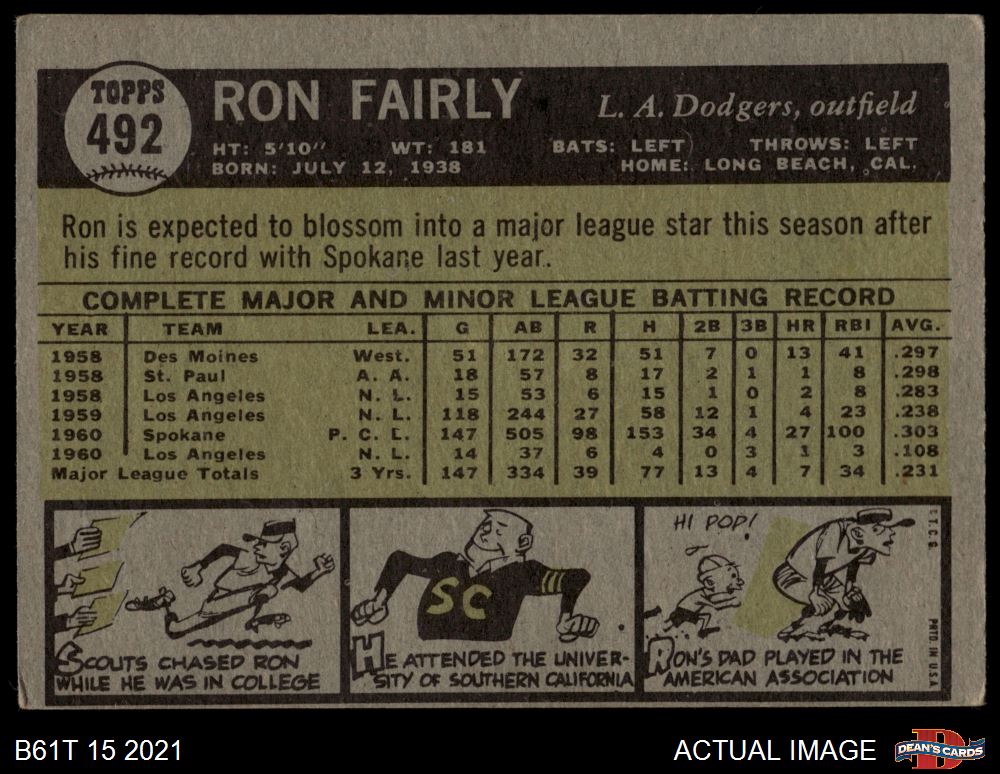 TOPPS
492
RON FAIRLY
L. A. Dodgers, outfield
HT: 5'10" WT: 181 BATS: LEFT THROWS: LEFT
BORN: JULY 12, 1938 HOME: LONG BEACH, CAL.
Ron is expected to blossom into a major league star this season after
his fine record with Spokane last year.
COMPLETE MAJOR AND MINOR LEAGUE BATTING RECORD
YEAR TEAM LEA. G AB R H 2B 3B HR RBI AVG.
1958 Des Moines West. 51 172 32 51 7 0 13 41 .297
1958 St. Paul A. A. 18 57 8 17 2 1 1 8 .298
1958 Los Angeles N. L. 15 53 6 15 1 0 2 8 .283
1959 Los Angeles N. L. 118 244 27 58 12 1 4 23 .238
1960 Spokane P. C. L. 147 505 98 153 34 4 27 100 .303
1960 Los Angeles N. L. 14 37 6 4 0 3 1 3 .108
Major League Totals 3 Yrs. 147 334 39 77 13 4 7 34 .231
SC
HI POP!
SCOUTS CHASED RON
WHILE HE WAS IN COLLEGE
HE ATTENDED THE UNIVER-
SITY OF SOUTHERN CALIFORNIA
RON'S DAD PLAYED IN THE
AMERICAN ASSOCIATION
T.C.G.
PRTD. IN U.S.A.
B61T 15 2021
ACTUAL IMAGE
D
DEAN'S CARDS